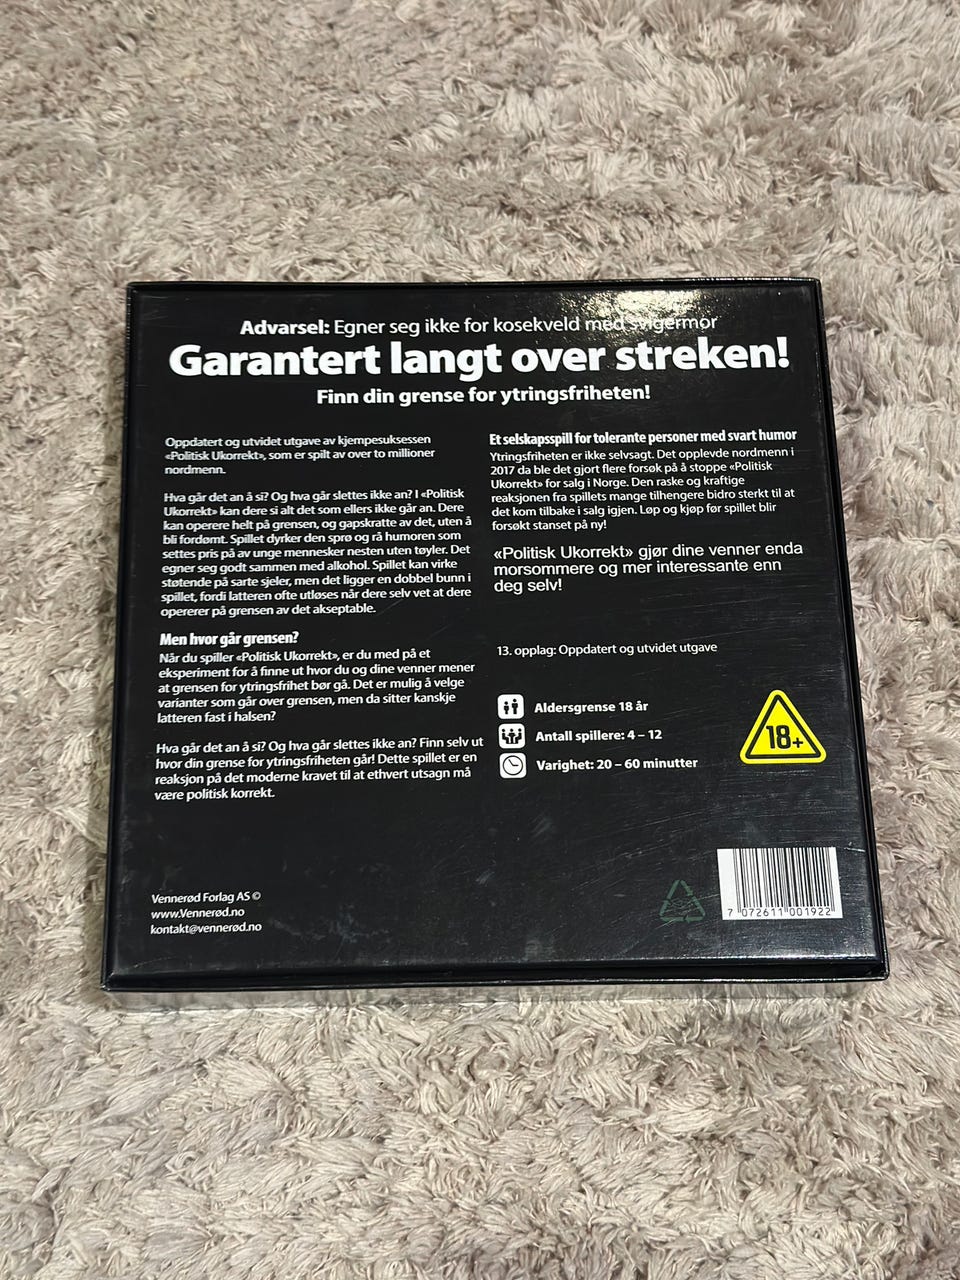 Advarsel: Egner seg ikke for kosekveld med svigermor
Garantert langt over streken!
Finn din grense for ytringsfriheten!
Oppdatert og utvidet utgave av kjempesuksessen
«Politisk Ukorrekt», som er spilt av over to millioner
nordmenn.
Hva går det an å si? Og hva går slettes ikke an? I «Politisk
Ukorrekt» kan dere si alt det som ellers ikke går an. Dere
kan operere helt på grensen, og gapskratte av det, uten å
bli fordømt. Spillet dyrker den sprø og rå humoren som
settes pris på av unge mennesker nesten uten tøyler. Det
egner seg godt sammen med alkohol. Spillet kan virke
støtende på sarte sjeler, men det ligger en dobbel bunn i
spillet, fordi latteren ofte utløses når dere selv vet at dere
opererer på grensen av det akseptable.
Men hvor går grensen?
Når du spiller «Politisk Ukorrekt», er du med på et
eksperiment for å finne ut hvor du og dine venner mener
at grensen for ytringsfrihet bør gå. Det er mulig å velge
varianter som går over grensen, men da sitter kanskje
latteren fast i halsen?
Hva går det an å si? Og hva går slettes ikke an? Finn selv ut
hvor din grense for ytringsfriheten går! Dette spillet er en
reaksjon på det moderne kravet til at ethvert utsagn må
være politisk korrekt.
Et selskapsspill for tolerante personer med svart humor
Ytringsfriheten er ikke selvsagt. Det opplevde nordmenn i
2017 da ble det gjort flere forsøk på å stoppe «Politisk
Ukorrekt» for salg i Norge. Den raske og kraftige
reaksjonen fra spillets mange tilhengere bidro sterkt til at
det kom tilbake i salg igjen. Løp og kjøp før spillet blir
forsøkt stanset på ny!
«Politisk Ukorrekt» gjør dine venner enda
morsommere og mer interessante enn
deg selv!
13. opplag: Oppdatert og utvidet utgave
Aldersgrense 18 år
Antall spillere: 4 – 12
Varighet: 20 – 60 minutter
18+
Vennerød Forlag AS ©
www.Vennerød.no
kontakt@vennerød.no
7 072611 001922